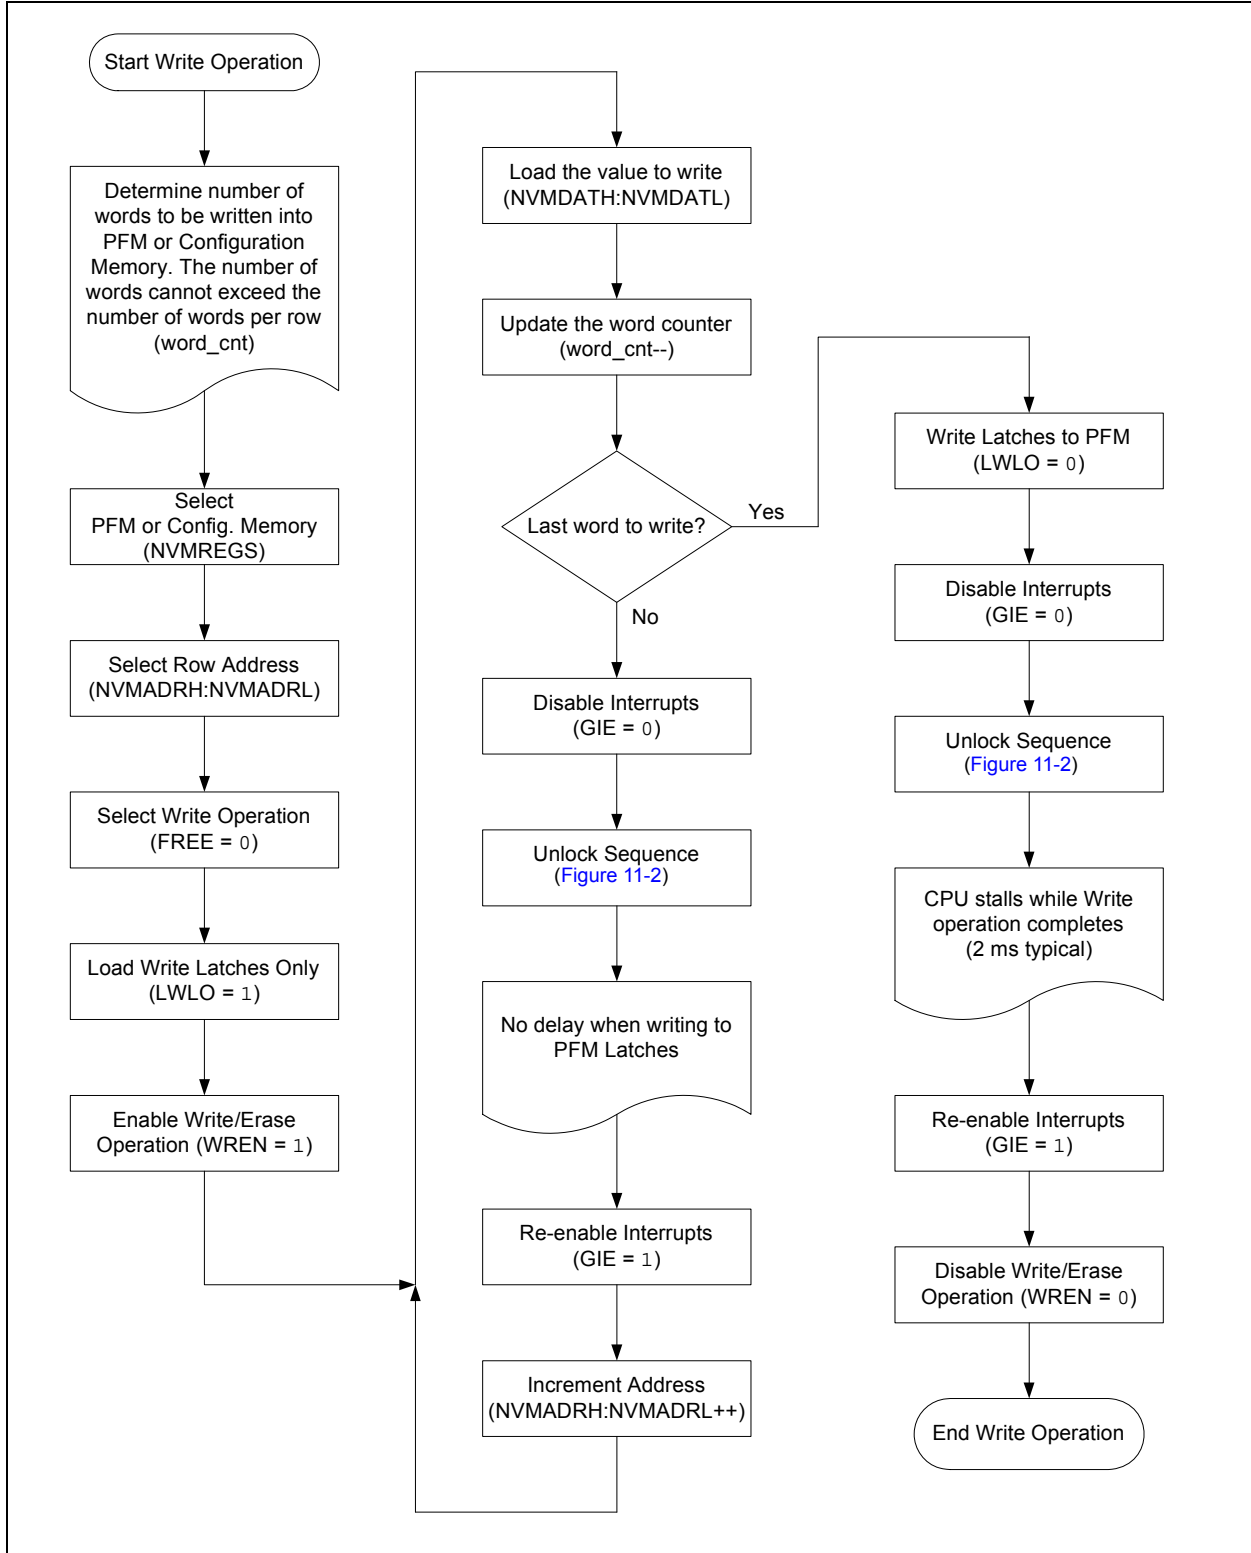 Start Write Operation
Determine number of
words to be written into
PFM or Configuration
Memory. The number of
words cannot exceed the
number of words per row
(word_cnt)
Select
PFM or Config. Memory
(NVMREGS)
Select Row Address
(NVMADRH:NVMADRL)
Select Write Operation
(FREE = 0)
Load Write Latches Only
(LWLO = 1)
Enable Write/Erase
Operation (WREN = 1)
Load the value to write
(NVMDATH:NVMDATL)
Update the word counter
(word_cnt--)
Last word to write?
Yes
No
Disable Interrupts
(GIE = 0)
Unlock Sequence
(Figure 11-2)
No delay when writing to
PFM Latches
Re-enable Interrupts
(GIE = 1)
Increment Address
(NVMADRH:NVMADRL++)
Write Latches to PFM
(LWLO = 0)
Disable Interrupts
(GIE = 0)
Unlock Sequence
(Figure 11-2)
CPU stalls while Write
operation completes
(2 ms typical)
Re-enable Interrupts
(GIE = 1)
Disable Write/Erase
Operation (WREN = 0)
End Write Operation